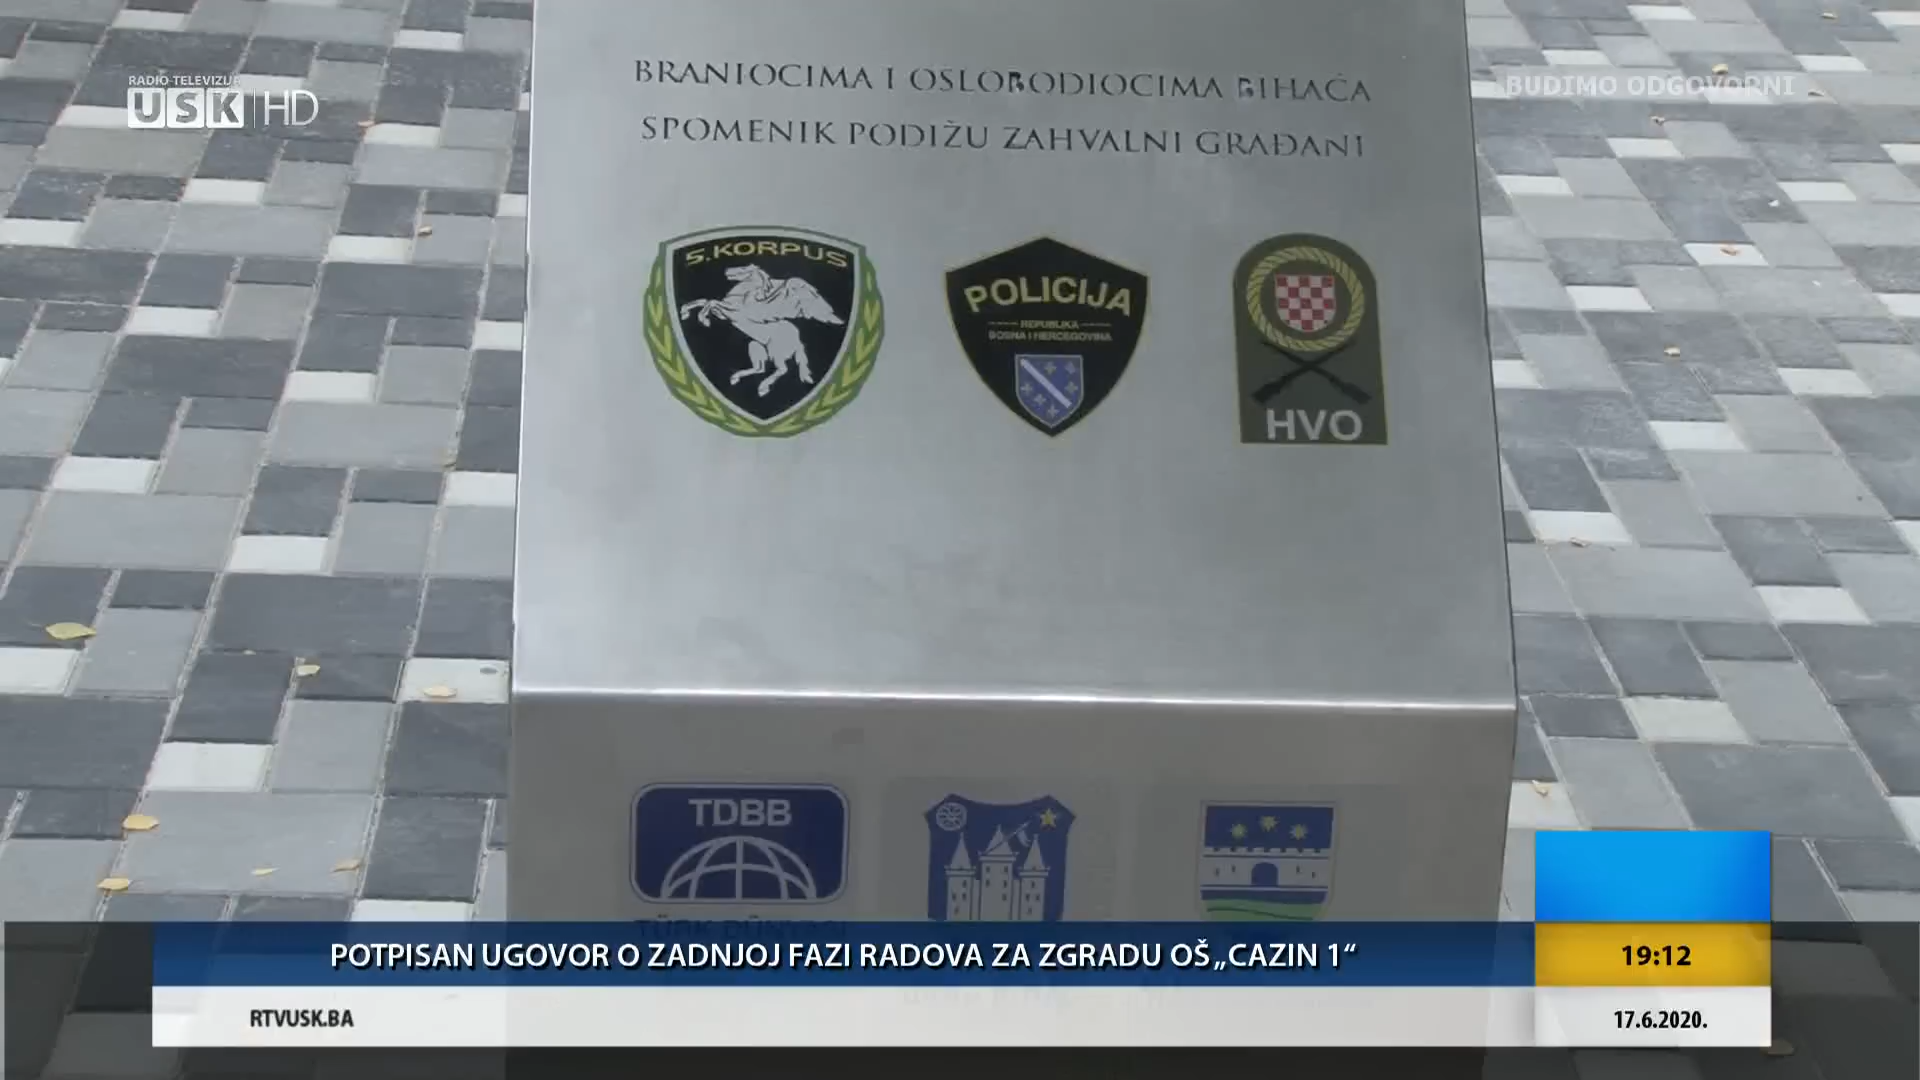 RADIO-TELEVIZIJA
USK HD
BUDIMO ODGOVORNI
BRANIOCIMA I OSLOBODIOCIMA BIHAĆA
SPOMENIK PODIŽU ZAHVALNI GRAĐANI
5.KORPUS
POLICIJA
REPUBLIKA
BOSNA I HERCEGOVINA
HVO
TDBB
POTPISAN UGOVOR O ZADNJOJ FAZI RADOVA ZA ZGRADU OŠ „CAZIN 1“
19:12
RTVUSK.BA
17.6.2020.